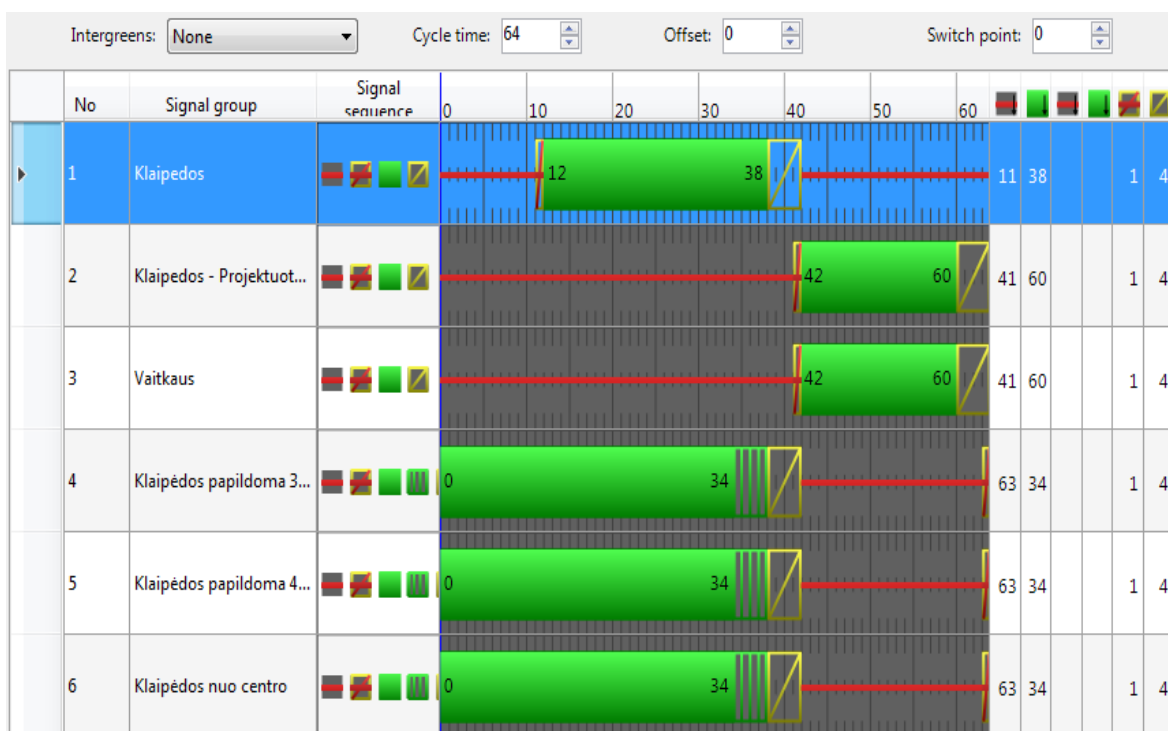 Intergreens: None Cycle time: 64 Offset: 0 Switch point: 0
No Signal group Signal sequence 0 10 20 30 40 50 60
1 Klaipedos 12 38 11 38 1 4
2 Klaipedos - Projektuot... 42 60 41 60 1 4
3 Vaitkaus 42 60 41 60 1 4
4 Klaipėdos papildoma 3... 0 34 63 34 1 4
5 Klaipėdos papildoma 4... 0 34 63 34 1 4
6 Klaipėdos nuo centro 0 34 63 34 1 4